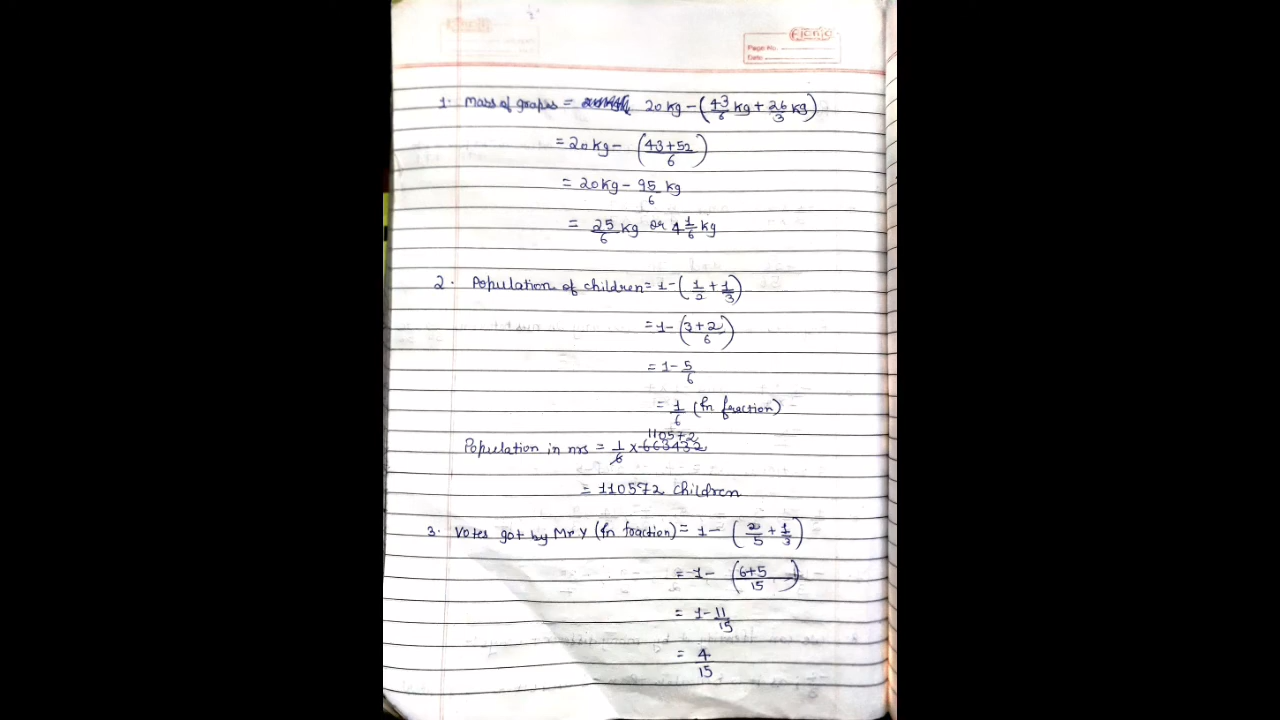 Page No.
Date
1. Mass of grapes = 20 kg - (43/6 kg + 26/3 kg)
= 20 kg - (43+52/6)
= 20 kg - 95/6 kg
= 25/6 kg or 4 1/6 kg
2. Population of children = 1 - (1/2 + 1/3)
= 1 - (3+2/6)
= 1 - 5/6
= 1/6 (In fraction)
110572
Population in nrs = 1/6 x 663432
= 110572 children
3. Votes got by Mr Y (In fraction) = 1 - (2/5 + 1/3)
= 1 - (6+5/15)
= 1 - 11/15
= 4/15